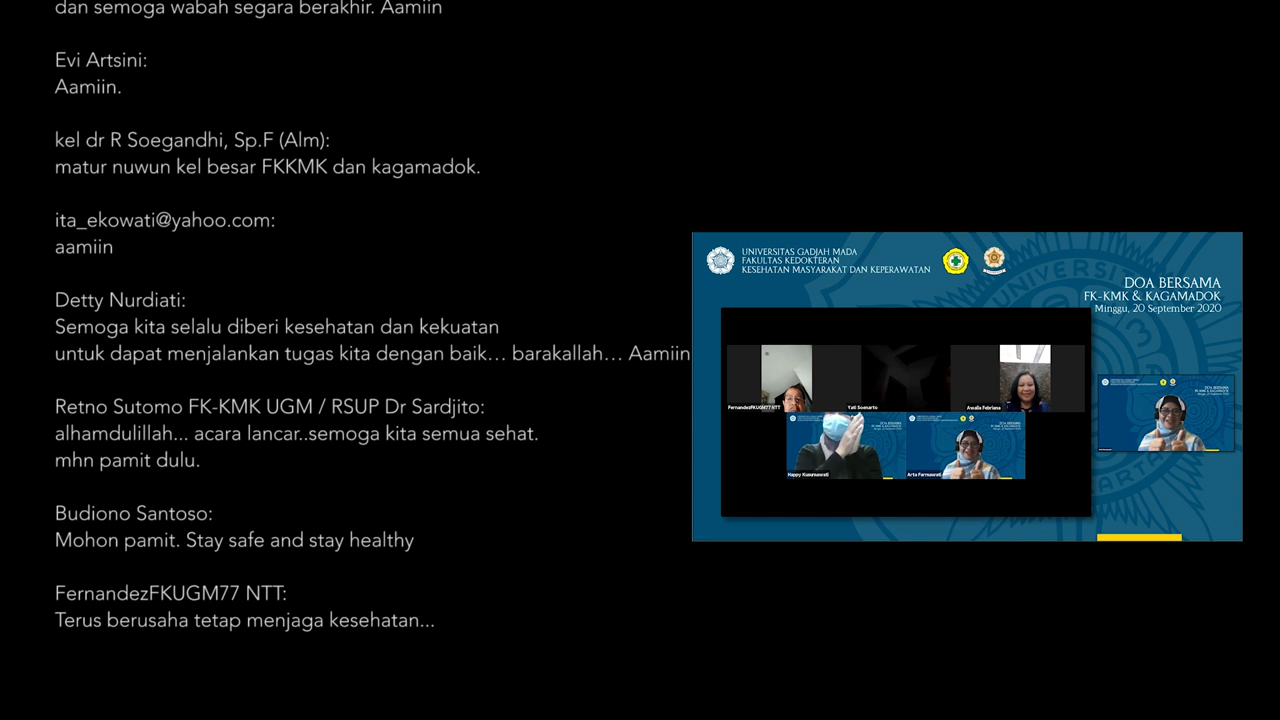 dan semoga wabah segera berakhir. Aamiin
Evi Artsini:
Aamiin.
kel dr R Soegandhi, Sp.F (Alm):
matur nuwun kel besar FKKMK dan kagamadok.
ita_ekowati@yahoo.com:
aamiin
Detty Nurdiati:
Semoga kita selalu diberi kesehatan dan kekuatan
untuk dapat menjalankan tugas kita dengan baik… barakallah… Aamiin
Retno Sutomo FK-KMK UGM / RSUP Dr Sardjito:
alhamdulillah... acara lancar..semoga kita semua sehat.
mhn pamit dulu.
Budiono Santoso:
Mohon pamit. Stay safe and stay healthy
FernandezFKUGM77 NTT:
Terus berusaha tetap menjaga kesehatan...
UNIVERSITAS GADJAH MADA
FAKULTAS KEDOKTERAN
KESEHATAN MASYARAKAT DAN KEPERAWATAN
DOA BERSAMA
FK-KMK & KAGAMADOK
Minggu, 20 September 2020
FernandezFKUGM77 NTT
Yati Soenarto
Awalia Febriana
Happy Kusumawati
Arta Farmawati